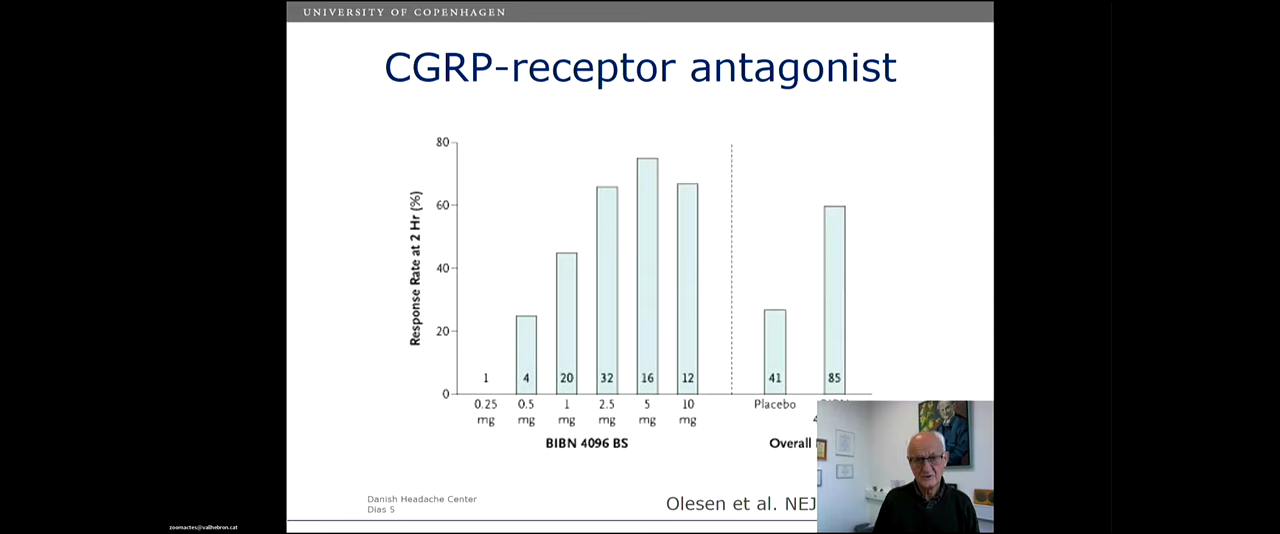 UNIVERSITY OF COPENHAGEN
CGRP-receptor antagonist
Response Rate at 2 Hr (%)
80
60
40
20
0
1 4 20 32 16 12 41 85
0.25 mg
0.5 mg
1 mg
2.5 mg
5 mg
10 mg
Placebo
BIBN 4096 BS
Overall
Danish Headache Center
Dias 5
Olesen et al. NEJ
zoomactes@vallhebron.cat